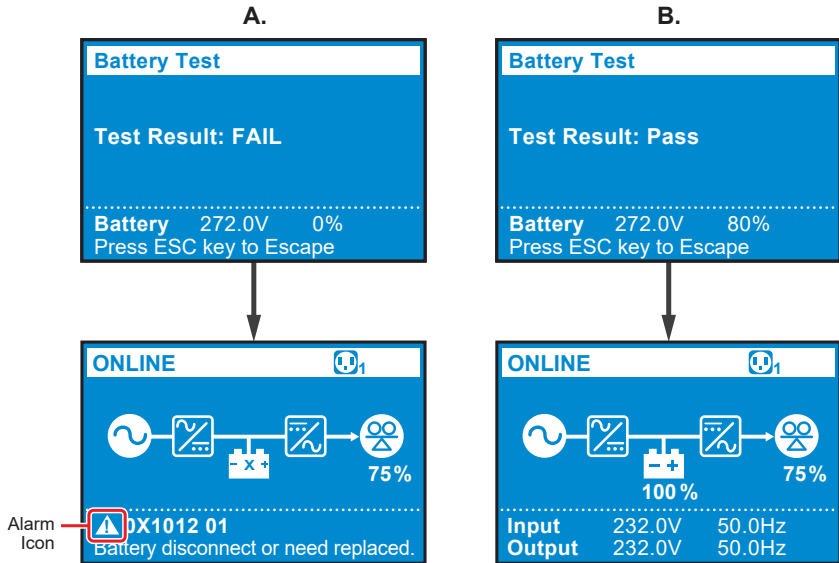 A.
Battery Test
Test Result: FAIL
Battery 272.0V 0%
Press ESC key to Escape
ONLINE 1
- x +
75%
Alarm
Icon
0X1012 01
Battery disconnect or need replaced.
B.
Battery Test
Test Result: Pass
Battery 272.0V 80%
Press ESC key to Escape
ONLINE 1
- +
100 %
75%
Input 232.0V 50.0Hz
Output 232.0V 50.0Hz